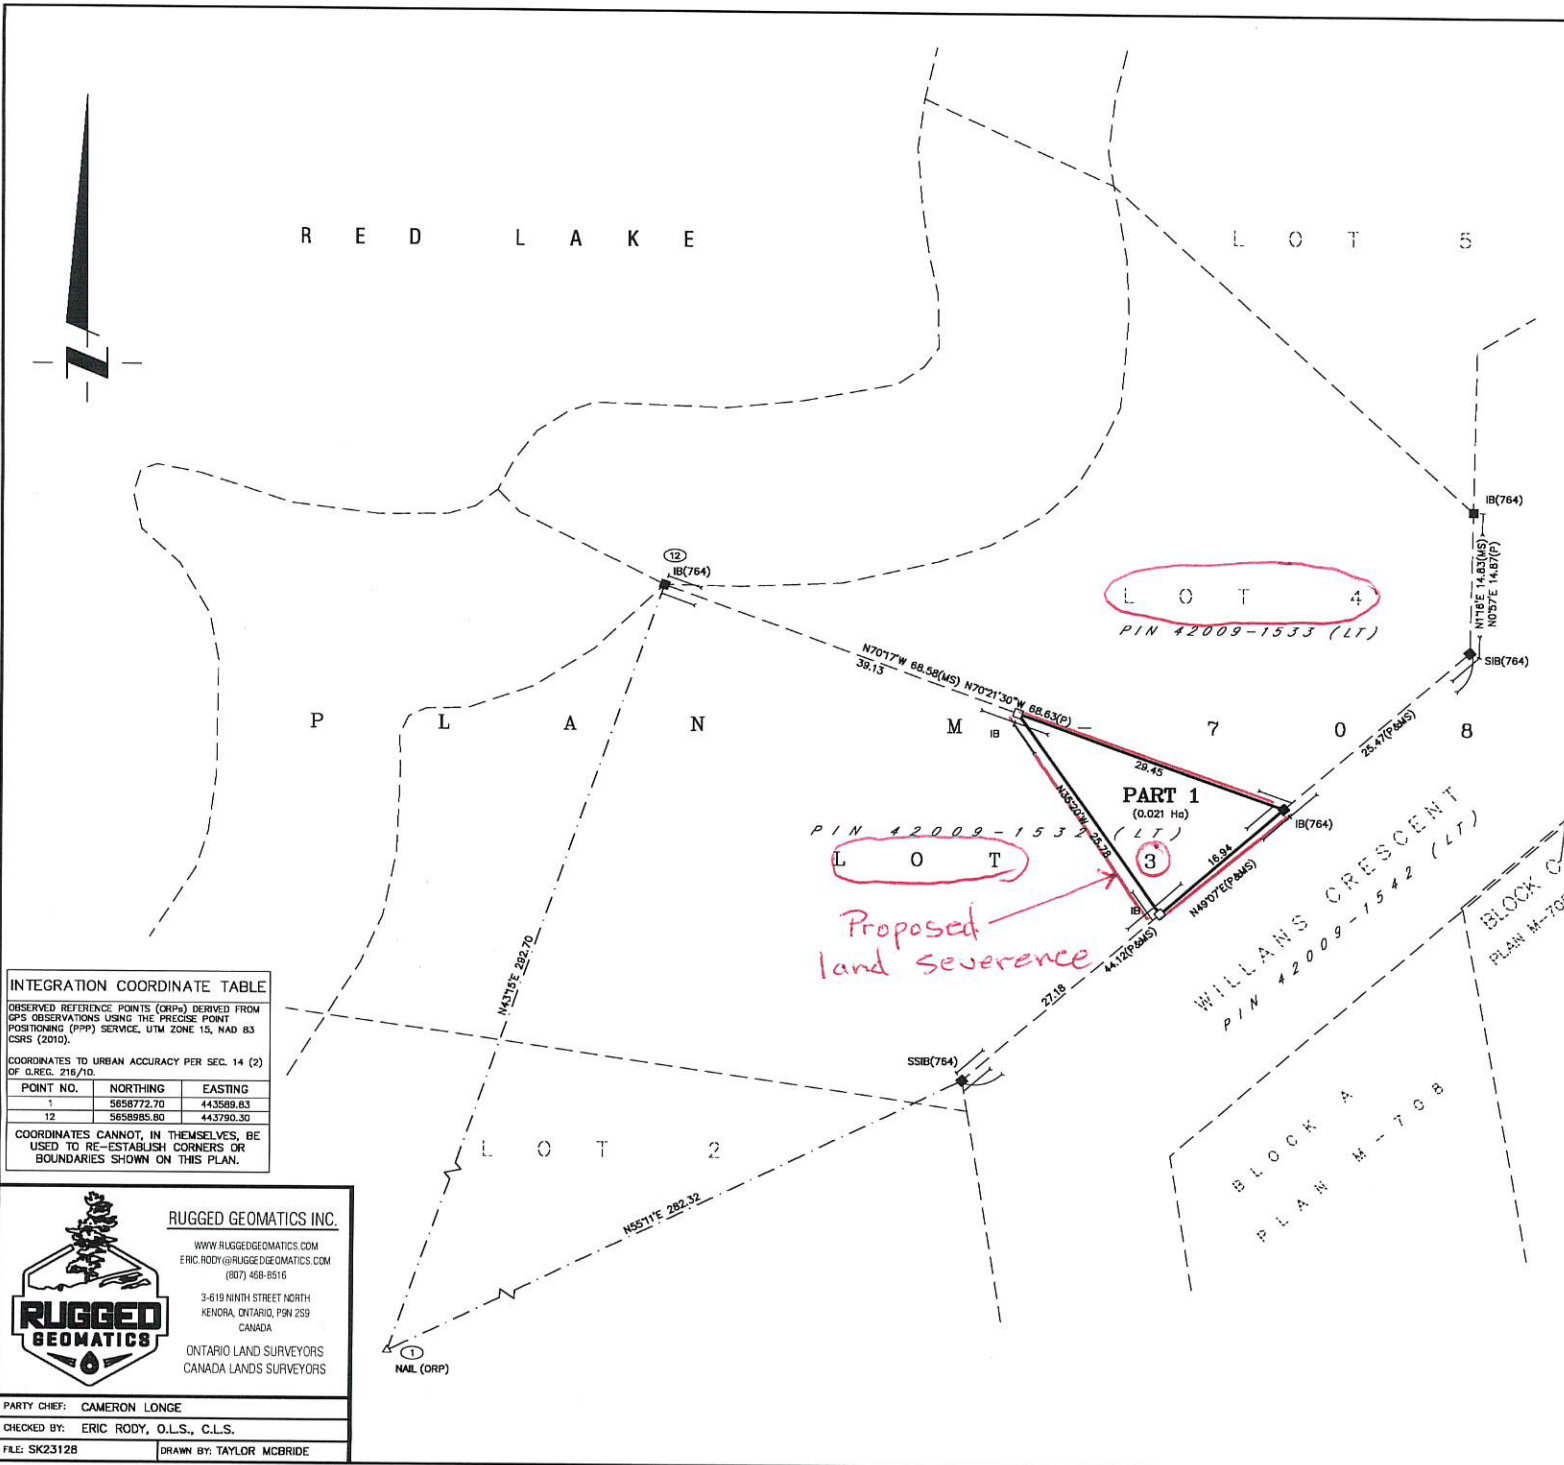 RED LAKE
LOT 5
IB(764)
N1°18'E 14.83(MS)
N0°57'E 14.87(P)
12
IB(764)
LOT 4
PIN 42009-1533 (LT)
SIB(764)
N70°17'W 68.58(MS) N70°21'30"W 68.63(P)
39.13
PLAN M-708
IB
25.47(P&MS)
29.45
PART 1
(0.021 Ha)
N35°20'W 25.78
IB(764)
PIN 42009-1532 (LT)
LOT 3
16.94
N49°07'E(P&MS)
WILLANS CRESCENT
PIN 42009-1542 (LT)
BLOCK C
PLAN M-708
IB
Proposed
land severence
44.12(P&MS)
27.18
N43°15'E 292.70
SSIB(764)
INTEGRATION COORDINATE TABLE
OBSERVED REFERENCE POINTS (ORPs) DERIVED FROM
GPS OBSERVATIONS USING THE PRECISE POINT
POSITIONING (PPP) SERVICE, UTM ZONE 15, NAD 83
CSRS (2010).
COORDINATES TO URBAN ACCURACY PER SEC. 14 (2)
OF O.REG. 216/10.
POINT NO. NORTHING EASTING
1 5658772.70 443589.83
12 5658985.80 443790.30
COORDINATES CANNOT, IN THEMSELVES, BE
USED TO RE-ESTABLISH CORNERS OR
BOUNDARIES SHOWN ON THIS PLAN.
LOT 2
BLOCK A
PLAN M-708
N55°11'E 282.32
1
NAIL (ORP)
RUGGED
GEOMATICS
RUGGED GEOMATICS INC.
WWW.RUGGEDGEOMATICS.COM
ERIC.RODY@RUGGEDGEOMATICS.COM
(807) 468-8516
3-619 NINTH STREET NORTH
KENORA, ONTARIO, P9N 2S9
CANADA
ONTARIO LAND SURVEYORS
CANADA LANDS SURVEYORS
PARTY CHIEF: CAMERON LONGE
CHECKED BY: ERIC RODY, O.L.S., C.L.S.
FILE: SK23128 DRAWN BY: TAYLOR MCBRIDE